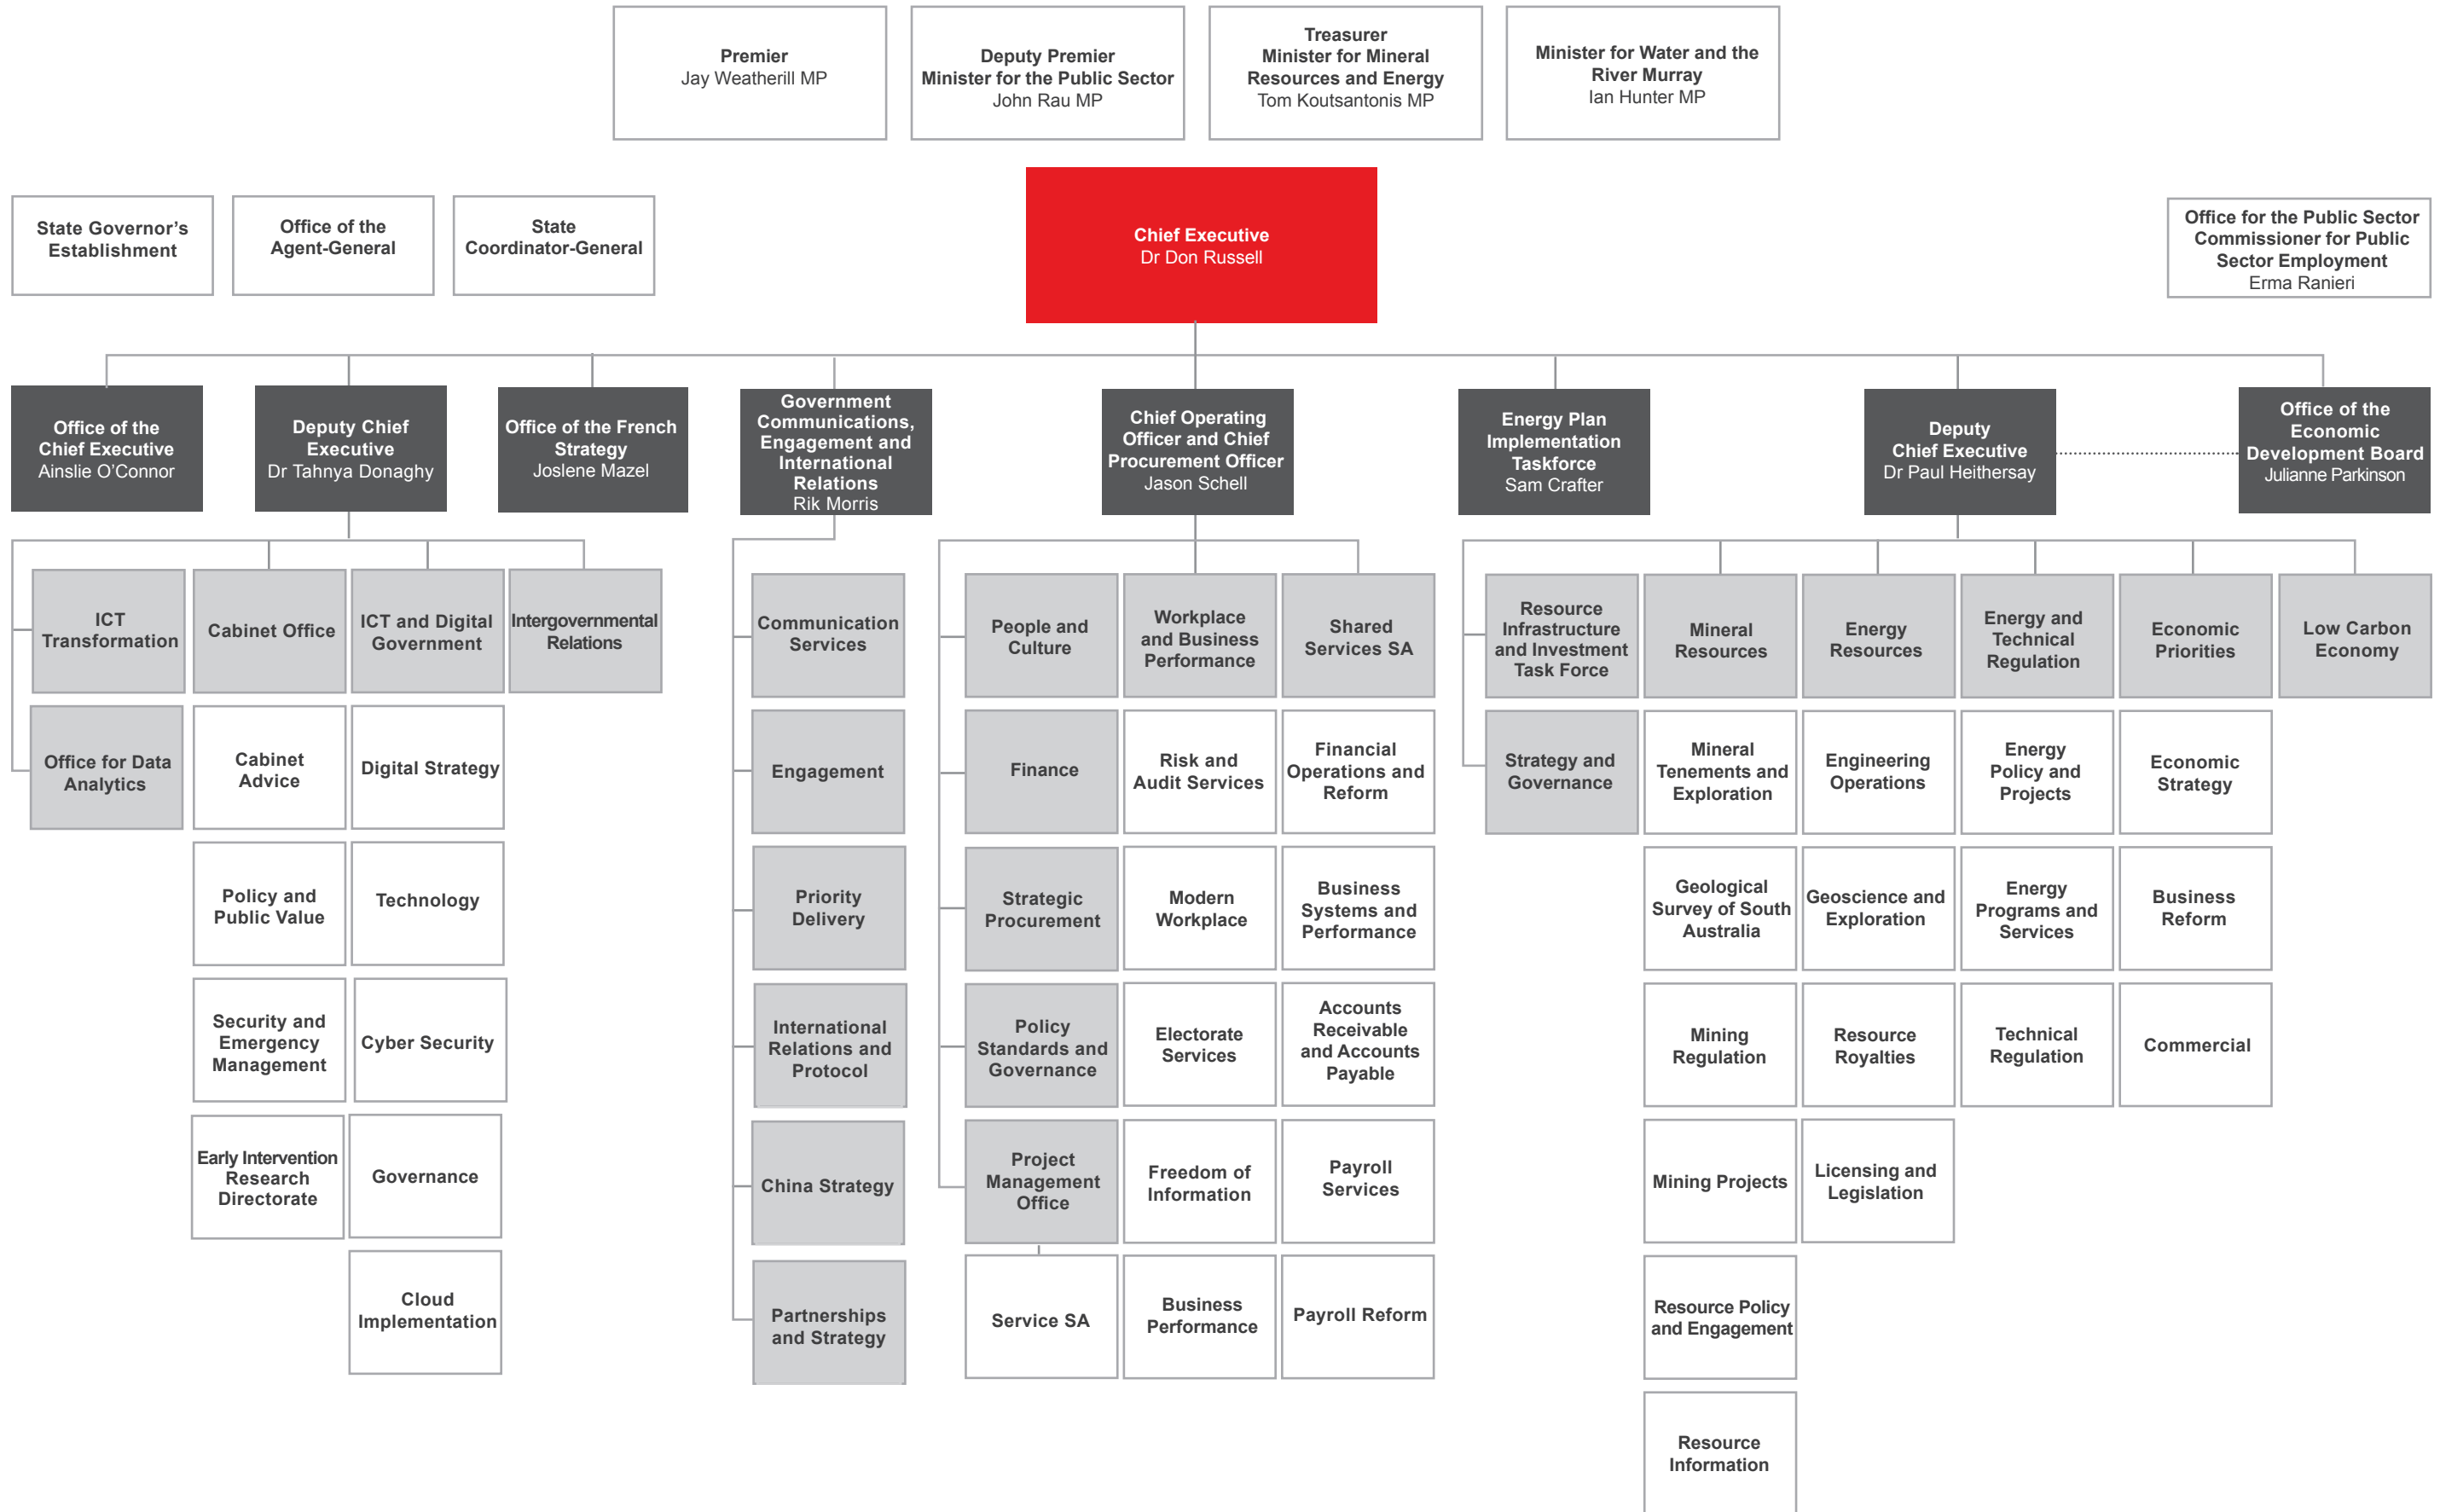 Premier
Jay Weatherill MP
Deputy Premier
Minister for the Public Sector
John Rau MP
Treasurer
Minister for Mineral
Resources and Energy
Tom Koutsantonis MP
Minister for Water and the
River Murray
Ian Hunter MP
State Governor’s
Establishment
Office of the
Agent-General
State
Coordinator-General
Chief Executive
Dr Don Russell
Office for the Public Sector
Commissioner for Public
Sector Employment
Erma Ranieri
Office of the
Chief Executive
Ainslie O’Connor
Deputy Chief
Executive
Dr Tahnya Donaghy
Office of the French
Strategy
Joslene Mazel
Government
Communications,
Engagement and
International
Relations
Rik Morris
Chief Operating
Officer and Chief
Procurement Officer
Jason Schell
Energy Plan
Implementation
Taskforce
Sam Crafter
Deputy
Chief Executive
Dr Paul Heithersay
Office of the
Economic
Development Board
Julianne Parkinson
ICT
Transformation
Cabinet Office
ICT and Digital
Government
Intergovernmental
Relations
Communication
Services
People and
Culture
Workplace
and Business
Performance
Shared
Services SA
Resource
Infrastructure
and Investment
Task Force
Mineral
Resources
Energy
Resources
Energy and
Technical
Regulation
Economic
Priorities
Low Carbon
Economy
Office for Data
Analytics
Cabinet
Advice
Digital Strategy
Engagement
Finance
Risk and
Audit Services
Financial
Operations and
Reform
Strategy and
Governance
Mineral
Tenements and
Exploration
Engineering
Operations
Energy
Policy and
Projects
Economic
Strategy
Policy and
Public Value
Technology
Priority
Delivery
Strategic
Procurement
Modern
Workplace
Business
Systems and
Performance
Geological
Survey of South
Australia
Geoscience and
Exploration
Energy
Programs and
Services
Business
Reform
Security and
Emergency
Management
Cyber Security
International
Relations and
Protocol
Policy
Standards and
Governance
Electorate
Services
Accounts
Receivable
and Accounts
Payable
Mining
Regulation
Resource
Royalties
Technical
Regulation
Commercial
Early Intervention
Research
Directorate
Governance
China Strategy
Project
Management
Office
Freedom of
Information
Payroll
Services
Mining Projects
Licensing and
Legislation
Cloud
Implementation
Partnerships
and Strategy
Service SA
Business
Performance
Payroll Reform
Resource Policy
and Engagement
Resource
Information